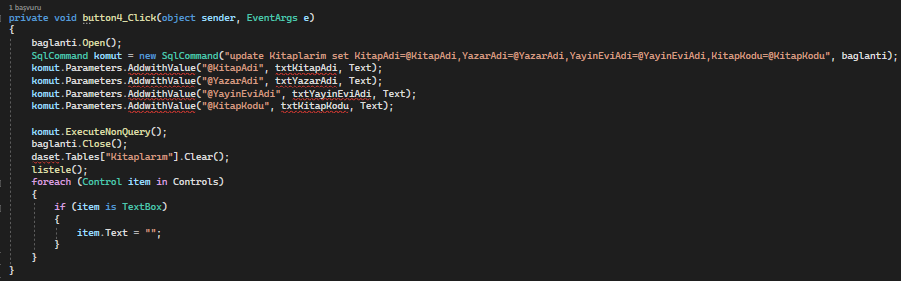 1 başvuru
private void button4_Click(object sender, EventArgs e)
{
baglanti.Open();
SqlCommand komut = new SqlCommand("update Kitaplarim set KitapAdi=@KitapAdi,YazarAdi=@YazarAdi,YayinEviAdi=@YayinEviAdi,KitapKodu=@KitapKodu", baglanti);
komut.Parameters.AddwithValue("@KitapAdi", txtKitapAdi, Text);
komut.Parameters.AddwithValue("@YazarAdi", txtYazarAdi, Text);
komut.Parameters.AddwithValue("@YayinEviAdi", txtYayinEviAdi, Text);
komut.Parameters.AddwithValue("@KitapKodu", txtKitapKodu, Text);
komut.ExecuteNonQuery();
baglanti.Close();
daset.Tables["Kitaplarım"].Clear();
listele();
foreach (Control item in Controls)
{
if (item is TextBox)
{
item.Text = "";
}
}
}